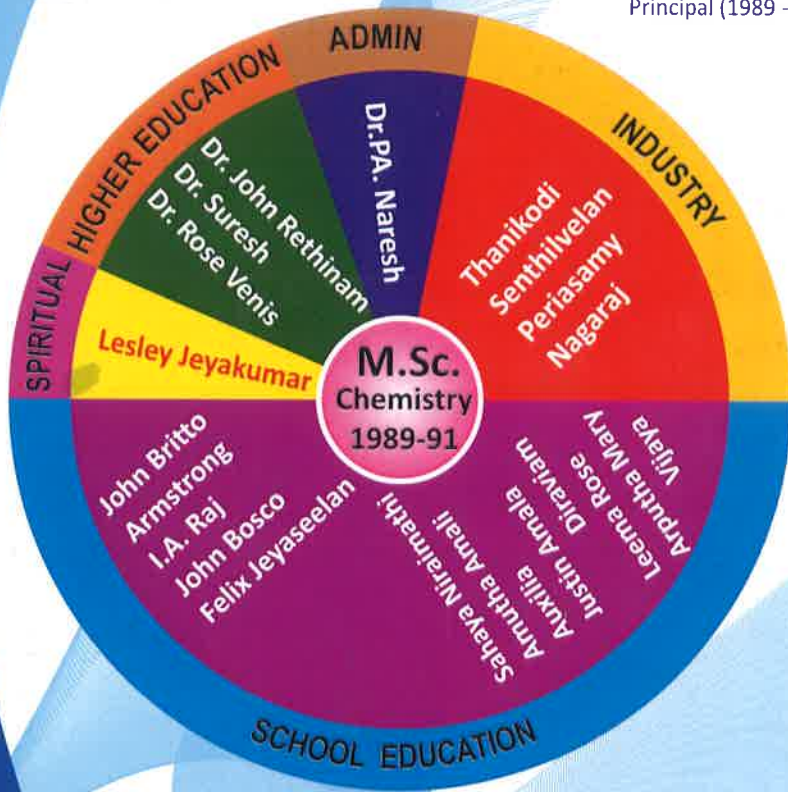 Principal (1989 -
ADMIN
HIGHER EDUCATION
SPIRITUAL
INDUSTRY
SCHOOL EDUCATION
Dr.PA. Naresh
Dr. John Rethinam
Dr. Suresh
Dr. Rose Venis
Lesley Jeyakumar
Thanikodi
Senthilvelan
Periasamy
Nagaraj
M.Sc.
Chemistry
1989-91
John Britto
Armstrong
I.A. Raj
John Bosco
Felix Jeyaseelan
Sahaya Niraimathi
Amutha Amali
Auxilia
Justin Amala
Diraviam
Leema Rose
Arputha Mary
Vijaya